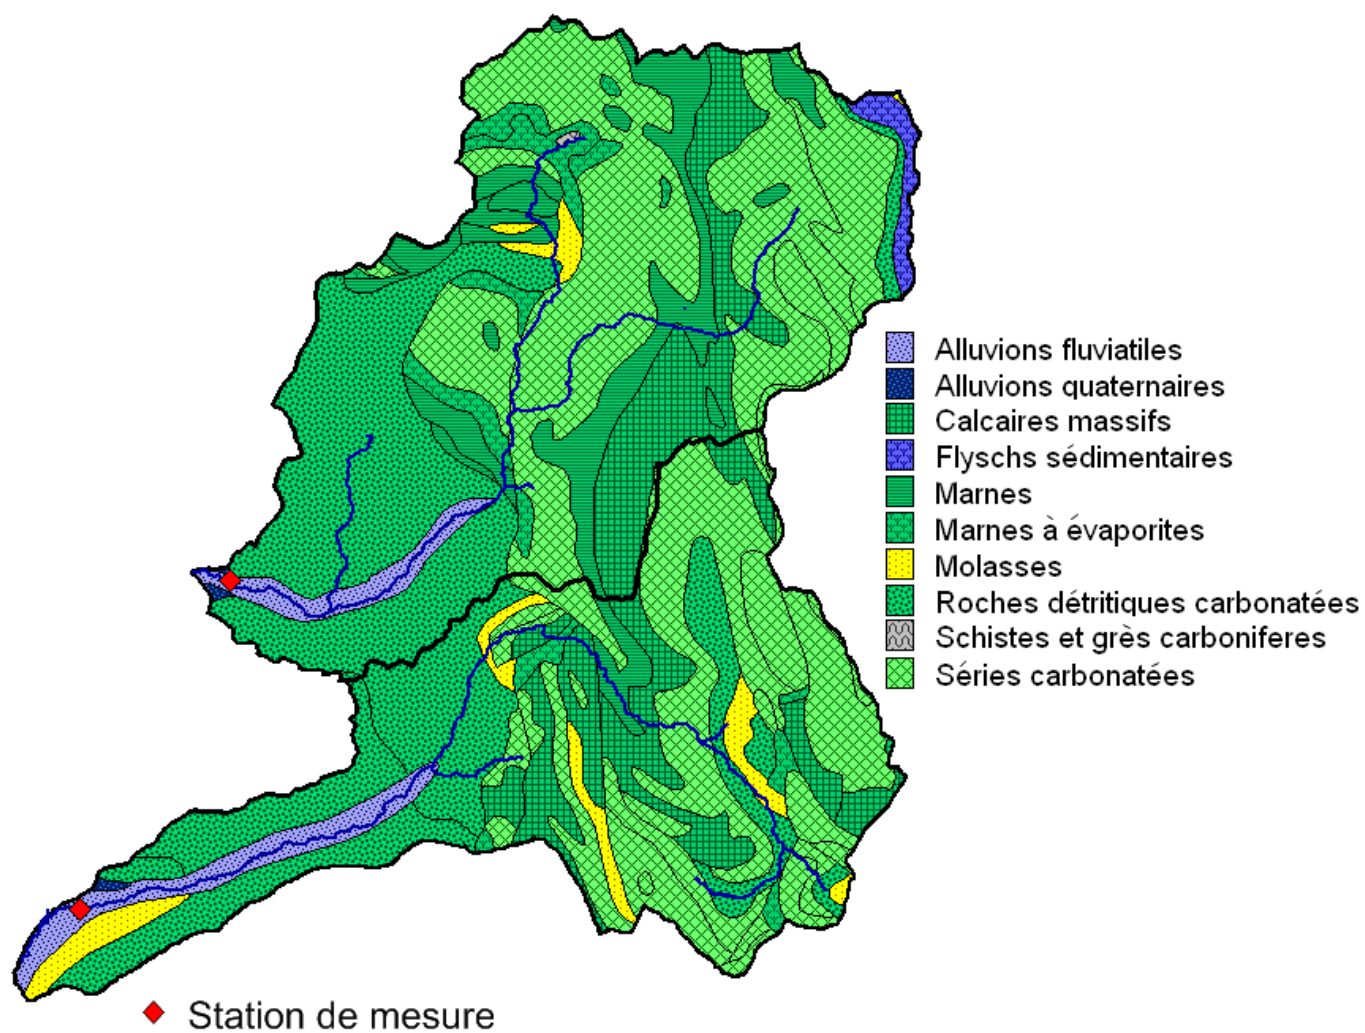 Alluvions fluviatiles
Alluvions quaternaires
Calcaires massifs
Flyschs sédimentaires
Marnes
Marnes à évaporites
Molasses
Roches détritiques carbonatées
Schistes et grès carboniferes
Séries carbonatées
Station de mesure